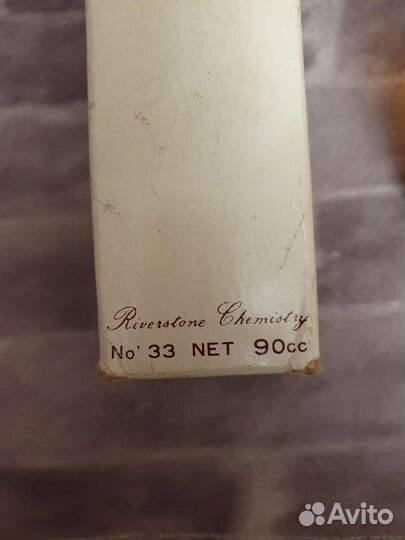 Riverstone Chemistry
No' 33 NET 90cc
Avito